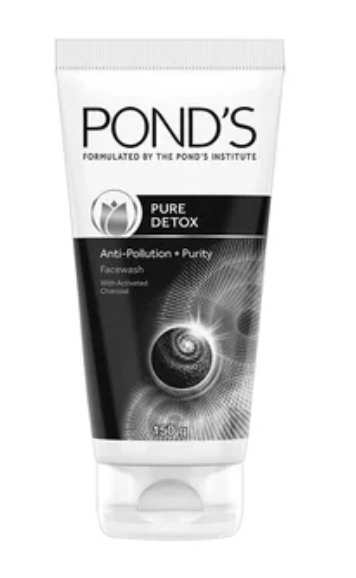 POND'S
FORMULATED BY THE POND'S INSTITUTE
PURE
DETOX
Anti-Pollution + Purity
Facewash
With Activated
Charcoal
150 g